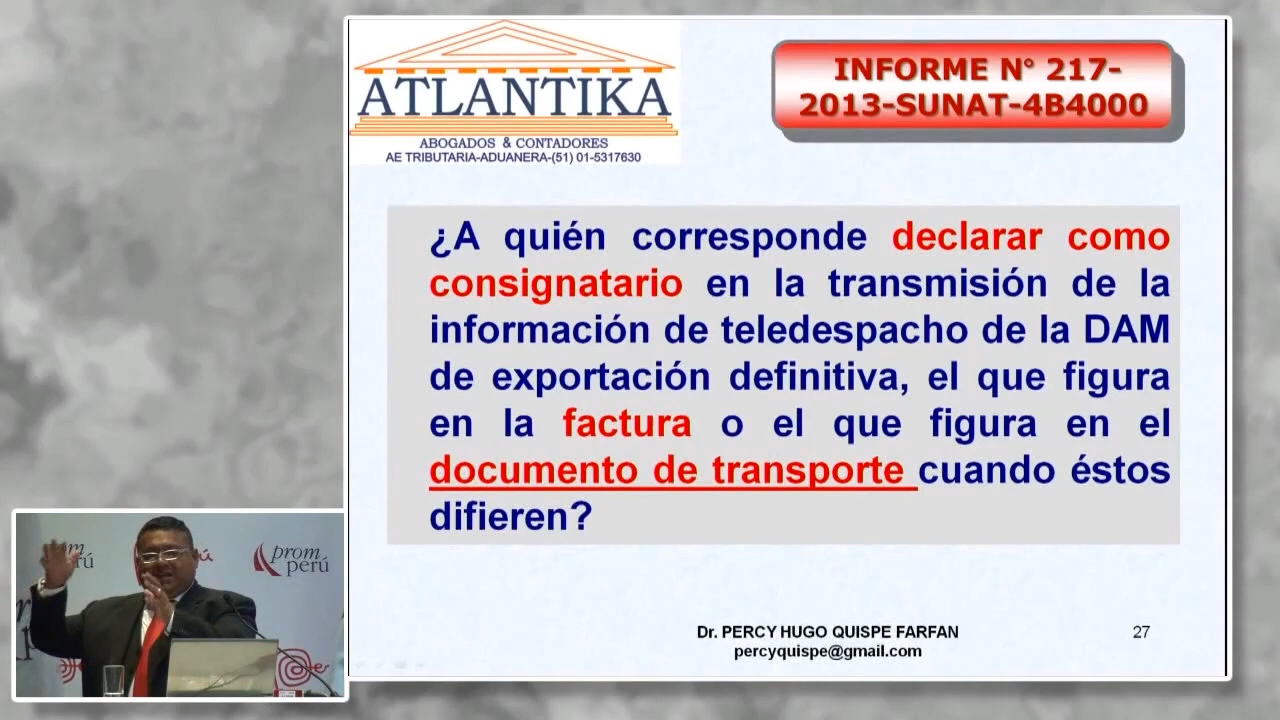 ATLANTIKA
ABOGADOS & CONTADORES
AE TRIBUTARIA-ADUANERA-(51) 01-5317630
INFORME N° 217-
2013-SUNAT-4B4000
¿A quién corresponde declarar como
consignatario en la transmisión de la
información de teledespacho de la DAM
de exportación definitiva, el que figura
en la factura o el que figura en el
documento de transporte cuando éstos
difieren?
Dr. PERCY HUGO QUISPE FARFAN
percyquispe@gmail.com
27
prom
perú